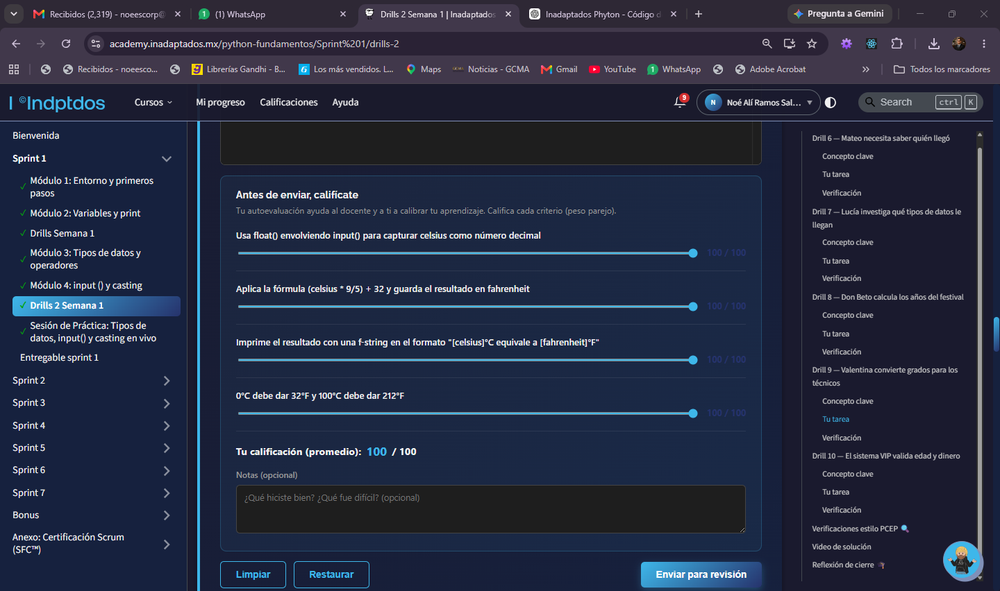 Recibidos (2,319) - noeescorp@
(1) WhatsApp
Drills 2 Semana 1 | Inadaptados
Inadaptados Phyton - Código d
Pregunta a Gemini
academy.inadaptados.mx/python-fundamentos/Sprint%201/drills-2
Recibidos - noeesco...
Librerías Gandhi - B...
Los más vendidos. L...
Maps
Noticias - GCMA
Gmail
YouTube
WhatsApp
Adobe Acrobat
Todos los marcadores
I ©Indptdos
Cursos
Mi progreso
Calificaciones
Ayuda
9
N
Noé Alí Ramos Sal...
Search
ctrl K
Bienvenida
Sprint 1
Módulo 1: Entorno y primeros
pasos
Módulo 2: Variables y print
Drills Semana 1
Módulo 3: Tipos de datos y
operadores
Módulo 4: input () y casting
Drills 2 Semana 1
Sesión de Práctica: Tipos de
datos, input() y casting en vivo
Entregable sprint 1
Sprint 2
Sprint 3
Sprint 4
Sprint 5
Sprint 6
Sprint 7
Bonus
Anexo: Certificación Scrum
(SFC™)
Antes de enviar, califícate
Tu autoevaluación ayuda al docente y a ti a calibrar tu aprendizaje. Califica cada criterio (peso parejo).
Usa float() envolviendo input() para capturar celsius como número decimal
100 / 100
Aplica la fórmula (celsius * 9/5) + 32 y guarda el resultado en fahrenheit
100 / 100
Imprime el resultado con una f-string en el formato "[celsius]°C equivale a [fahrenheit]°F"
100 / 100
0°C debe dar 32°F y 100°C debe dar 212°F
100 / 100
Tu calificación (promedio): 100 / 100
Notas (opcional)
¿Qué hiciste bien? ¿Qué fue difícil? (opcional)
Limpiar
Restaurar
Enviar para revisión
Drill 6 — Mateo necesita saber quién llegó
Concepto clave
Tu tarea
Verificación
Drill 7 — Lucía investiga qué tipos de datos le
llegan
Concepto clave
Tu tarea
Verificación
Drill 8 — Don Beto calcula los años del festival
Concepto clave
Tu tarea
Verificación
Drill 9 — Valentina convierte grados para los
técnicos
Concepto clave
Tu tarea
Verificación
Drill 10 — El sistema VIP valida edad y dinero
Concepto clave
Tu tarea
Verificación
Verificaciones estilo PCEP
Video de solución
Reflexión de cierre